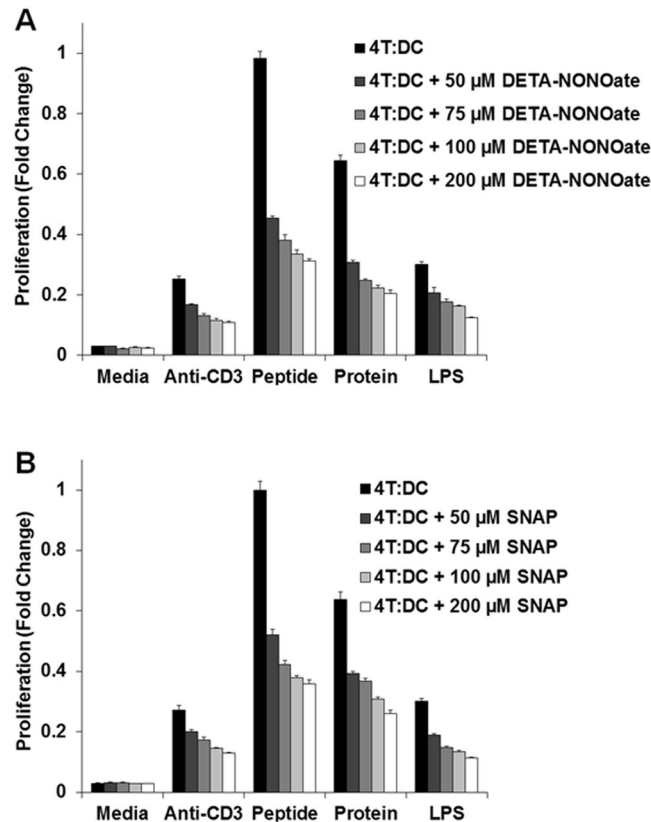 A
Proliferation (Fold Change)
1
0.8
0.6
0.4
0.2
0
4T:DC
4T:DC + 50 µM DETA-NONOate
4T:DC + 75 µM DETA-NONOate
4T:DC + 100 µM DETA-NONOate
4T:DC + 200 µM DETA-NONOate
Media Anti-CD3 Peptide Protein LPS
B
Proliferation (Fold Change)
1
0.8
0.6
0.4
0.2
0
4T:DC
4T:DC + 50 µM SNAP
4T:DC + 75 µM SNAP
4T:DC + 100 µM SNAP
4T:DC + 200 µM SNAP
Media Anti-CD3 Peptide Protein LPS